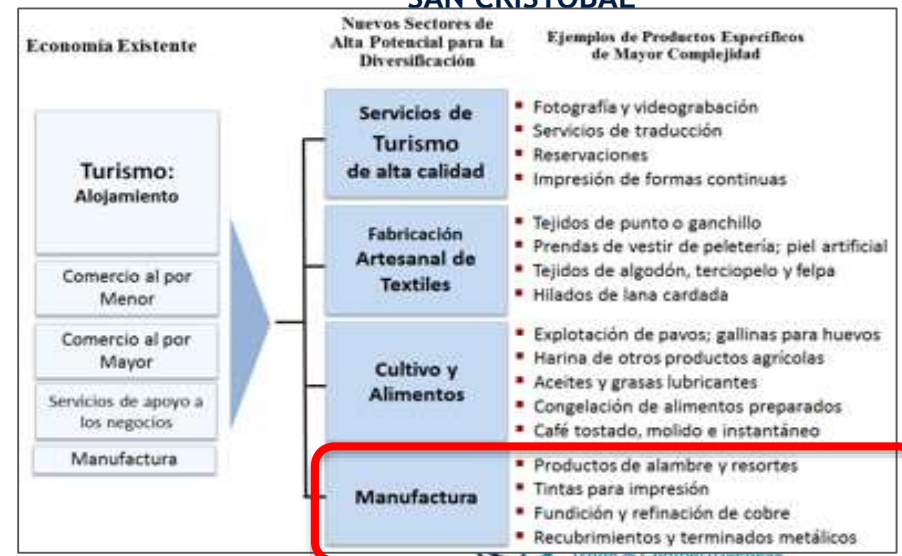 SAN CRISTOBAL
Economía Existente
Nuevos Sectores de
Alta Potencial para la
Diversificación
Ejemplos de Productos Específicos
de Mayor Complejidad
Turismo:
Alojamiento
Comercio al por
Menor
Comercio al por
Mayor
Servicios de apoyo a
los negocios
Manufactura
Servicios de
Turismo
de alta calidad
▪ Fotografía y videograbación
▪ Servicios de traducción
▪ Reservaciones
▪ Impresión de formas continuas
Fabricación
Artesanal de
Textiles
▪ Tejidos de punto o ganchillo
▪ Prendas de vestir de peletería; piel artificial
▪ Tejidos de algodón, terciopelo y felpa
▪ Hilados de lana cardada
Cultivo y
Alimentos
▪ Explotación de pavos; gallinas para huevos
▪ Harina de otros productos agrícolas
▪ Aceites y grasas lubricantes
▪ Congelación de alimentos preparados
▪ Café tostado, molido e instantáneo
Manufactura
▪ Productos de alambre y resortes
▪ Tintas para impresión
▪ Fundición y refinación de cobre
▪ Recubrimientos y terminados metálicos